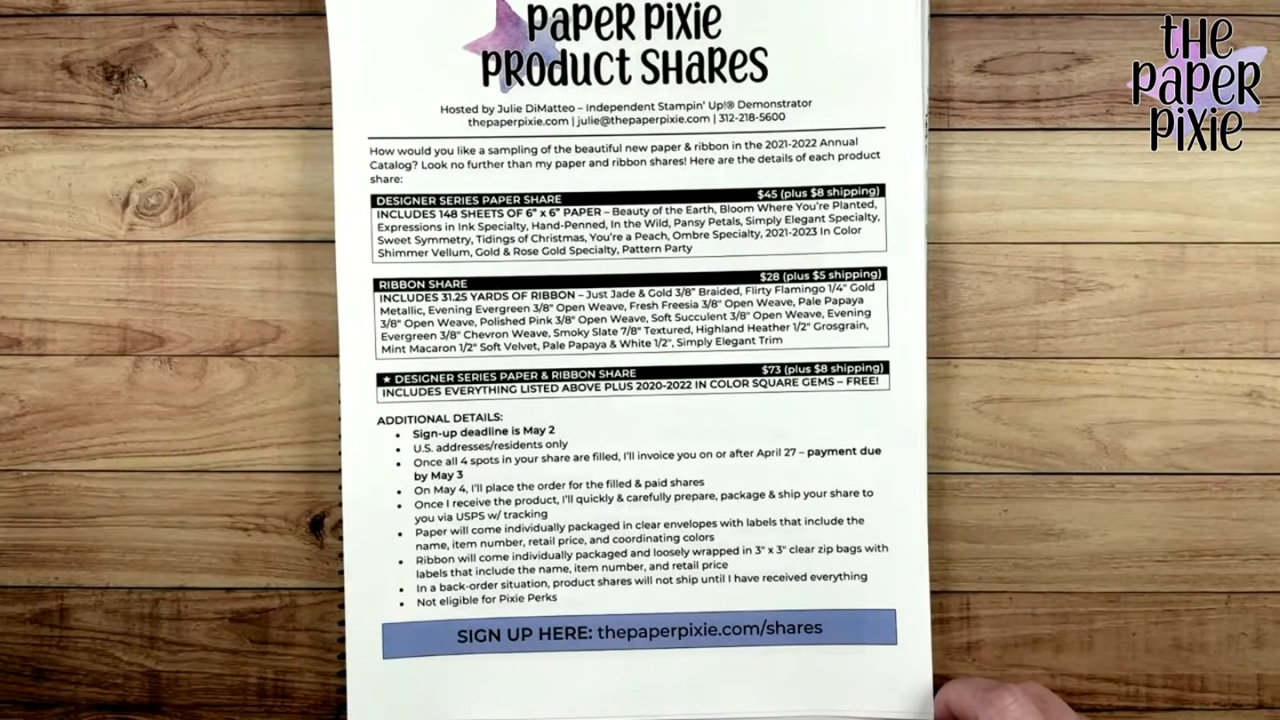 PAPER PIXIE
PRODUCT SHARES
Hosted by Julie DiMatteo – Independent Stampin' Up!® Demonstrator
thepaperpixie.com | julie@thepaperpixie.com | 312-218-5600
How would you like a sampling of the beautiful new paper & ribbon in the 2021-2022 Annual
Catalog? Look no further than my paper and ribbon shares! Here are the details of each product
share:
DESIGNER SERIES PAPER SHARE $45 (plus $8 shipping)
INCLUDES 148 SHEETS OF 6" x 6" PAPER – Beauty of the Earth, Bloom Where You're Planted,
Expressions in Ink Specialty, Hand-Penned, In the Wild, Pansy Petals, Simply Elegant Specialty,
Sweet Symmetry, Tidings of Christmas, You're a Peach, Ombre Specialty, 2021-2023 In Color
Shimmer Vellum, Gold & Rose Gold Specialty, Pattern Party
RIBBON SHARE $28 (plus $5 shipping)
INCLUDES 31.25 YARDS OF RIBBON – Just Jade & Gold 3/8" Braided, Flirty Flamingo 1/4" Gold
Metallic, Evening Evergreen 3/8" Open Weave, Fresh Freesia 3/8" Open Weave, Pale Papaya
3/8" Open Weave, Polished Pink 3/8" Open Weave, Soft Succulent 3/8" Open Weave, Evening
Evergreen 3/8" Chevron Weave, Smoky Slate 7/8" Textured, Highland Heather 1/2" Grosgrain,
Mint Macaron 1/2" Soft Velvet, Pale Papaya & White 1/2", Simply Elegant Trim
★ DESIGNER SERIES PAPER & RIBBON SHARE $73 (plus $8 shipping)
INCLUDES EVERYTHING LISTED ABOVE PLUS 2020-2022 IN COLOR SQUARE GEMS – FREE!
ADDITIONAL DETAILS:
• Sign-up deadline is May 2
• U.S. addresses/residents only
• Once all 4 spots in your share are filled, I'll invoice you on or after April 27 – payment due
by May 3
• On May 4, I'll place the order for the filled & paid shares
• Once I receive the product, I'll quickly & carefully prepare, package & ship your share to
you via USPS w/ tracking
• Paper will come individually packaged in clear envelopes with labels that include the
name, item number, retail price, and coordinating colors
• Ribbon will come individually packaged and loosely wrapped in 3" x 3" clear zip bags with
labels that include the name, item number, and retail price
• In a back-order situation, product shares will not ship until I have received everything
• Not eligible for Pixie Perks
SIGN UP HERE: thepaperpixie.com/shares
THE
PAPER
PIXIE